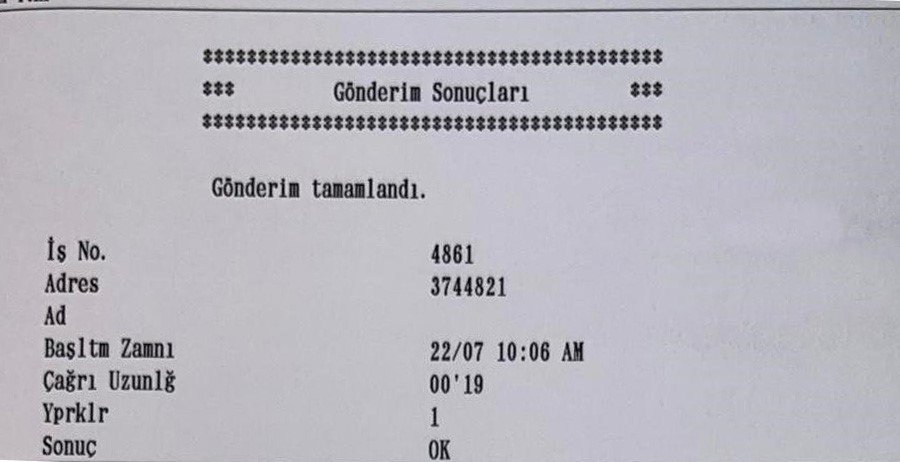 ******************************************
*** Gönderim Sonuçları ***
******************************************
Gönderim tamamlandı.
İş No. 4861
Adres 3744821
Ad
Başltm Zamnı 22/07 10:06 AM
Çağrı Uzunlğ 00'19
Yprklr 1
Sonuç OK